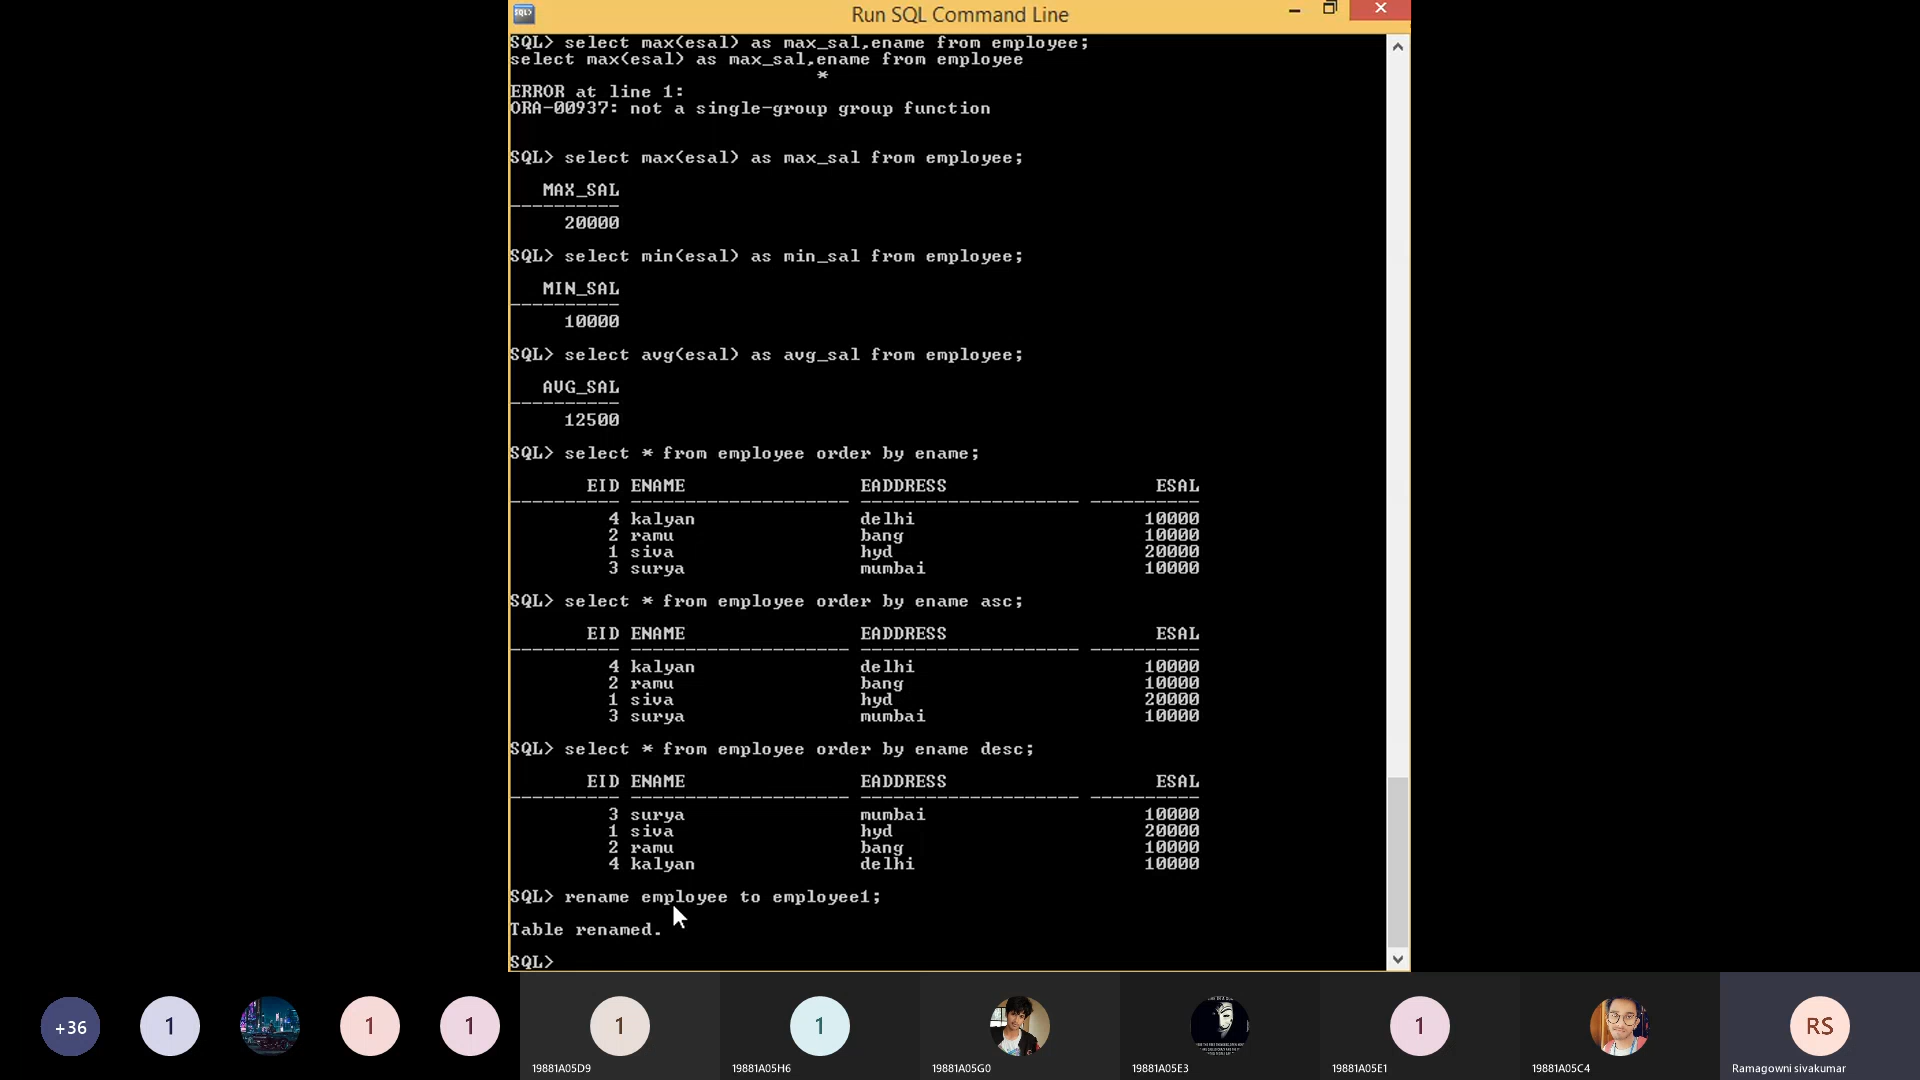 SQL>
Run SQL Command Line
SQL> select max(esal) as max_sal,ename from employee;
select max(esal) as max_sal,ename from employee
*
ERROR at line 1:
ORA-00937: not a single-group group function
SQL> select max(esal) as max_sal from employee;
MAX_SAL
----------
20000
SQL> select min(esal) as min_sal from employee;
MIN_SAL
----------
10000
SQL> select avg(esal) as avg_sal from employee;
AVG_SAL
----------
12500
SQL> select * from employee order by ename;
EID ENAME EADDRESS ESAL
---------- -------------------- -------------------- ----------
4 kalyan delhi 10000
2 ramu bang 10000
1 siva hyd 20000
3 surya mumbai 10000
SQL> select * from employee order by ename asc;
EID ENAME EADDRESS ESAL
---------- -------------------- -------------------- ----------
4 kalyan delhi 10000
2 ramu bang 10000
1 siva hyd 20000
3 surya mumbai 10000
SQL> select * from employee order by ename desc;
EID ENAME EADDRESS ESAL
---------- -------------------- -------------------- ----------
3 surya mumbai 10000
1 siva hyd 20000
2 ramu bang 10000
4 kalyan delhi 10000
SQL> rename employee to employee1;
Table renamed.
SQL>
+36 1 1 1 1 1 1 RS
19881A05D9 19881A05H6 19881A05G0 19881A05E3 19881A05E1 19881A05C4 Ramagowni sivakumar